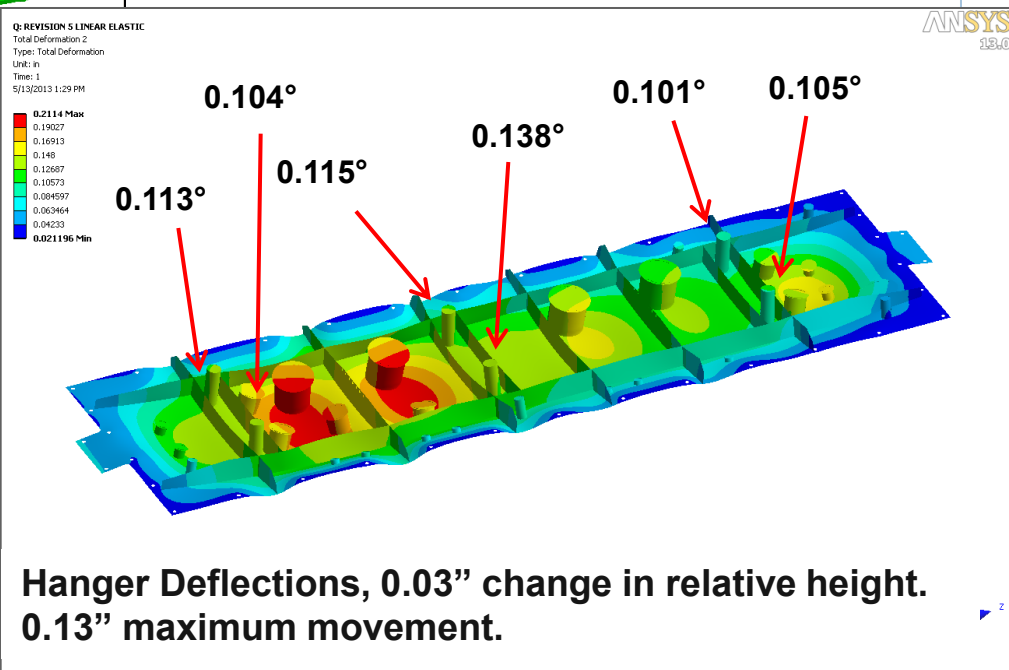 Q: REVISION 5 LINEAR ELASTIC
Total Deformation 2
Type: Total Deformation
Unit: in
Time: 1
5/13/2013 1:29 PM
ANSYS
13.0
0.2114 Max
0.19027
0.16913
0.148
0.12687
0.10573
0.084597
0.063464
0.04233
0.021196 Min
0.104°
0.101°
0.105°
0.138°
0.115°
0.113°
Hanger Deflections, 0.03” change in relative height.
0.13” maximum movement.
Z